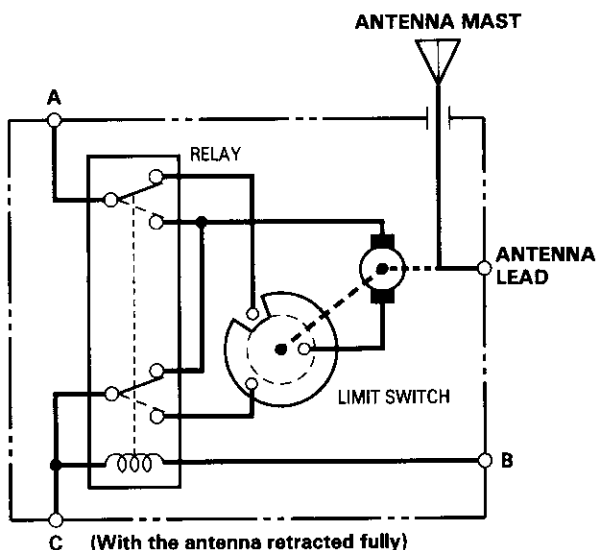 ANTENNA MAST
A
RELAY
ANTENNA
LEAD
LIMIT SWITCH
B
C (With the antenna retracted fully)